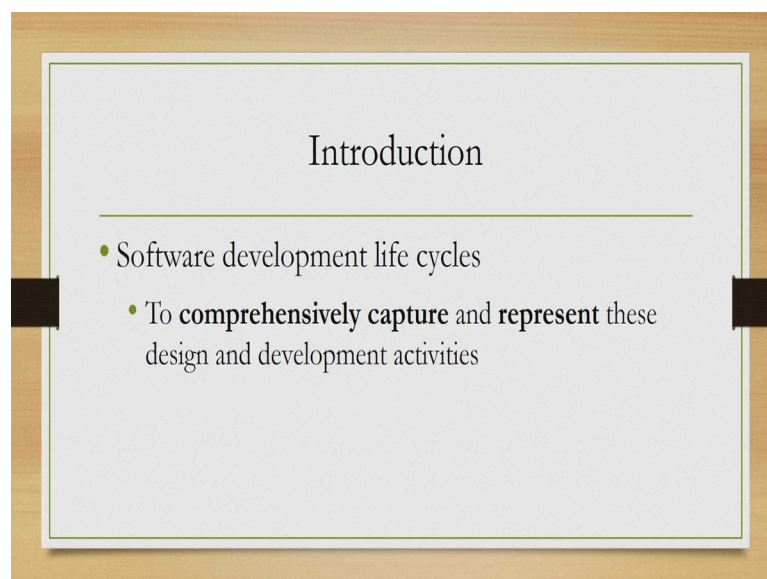 Introduction
• Software development life cycles
• To comprehensively capture and represent these
design and development activities